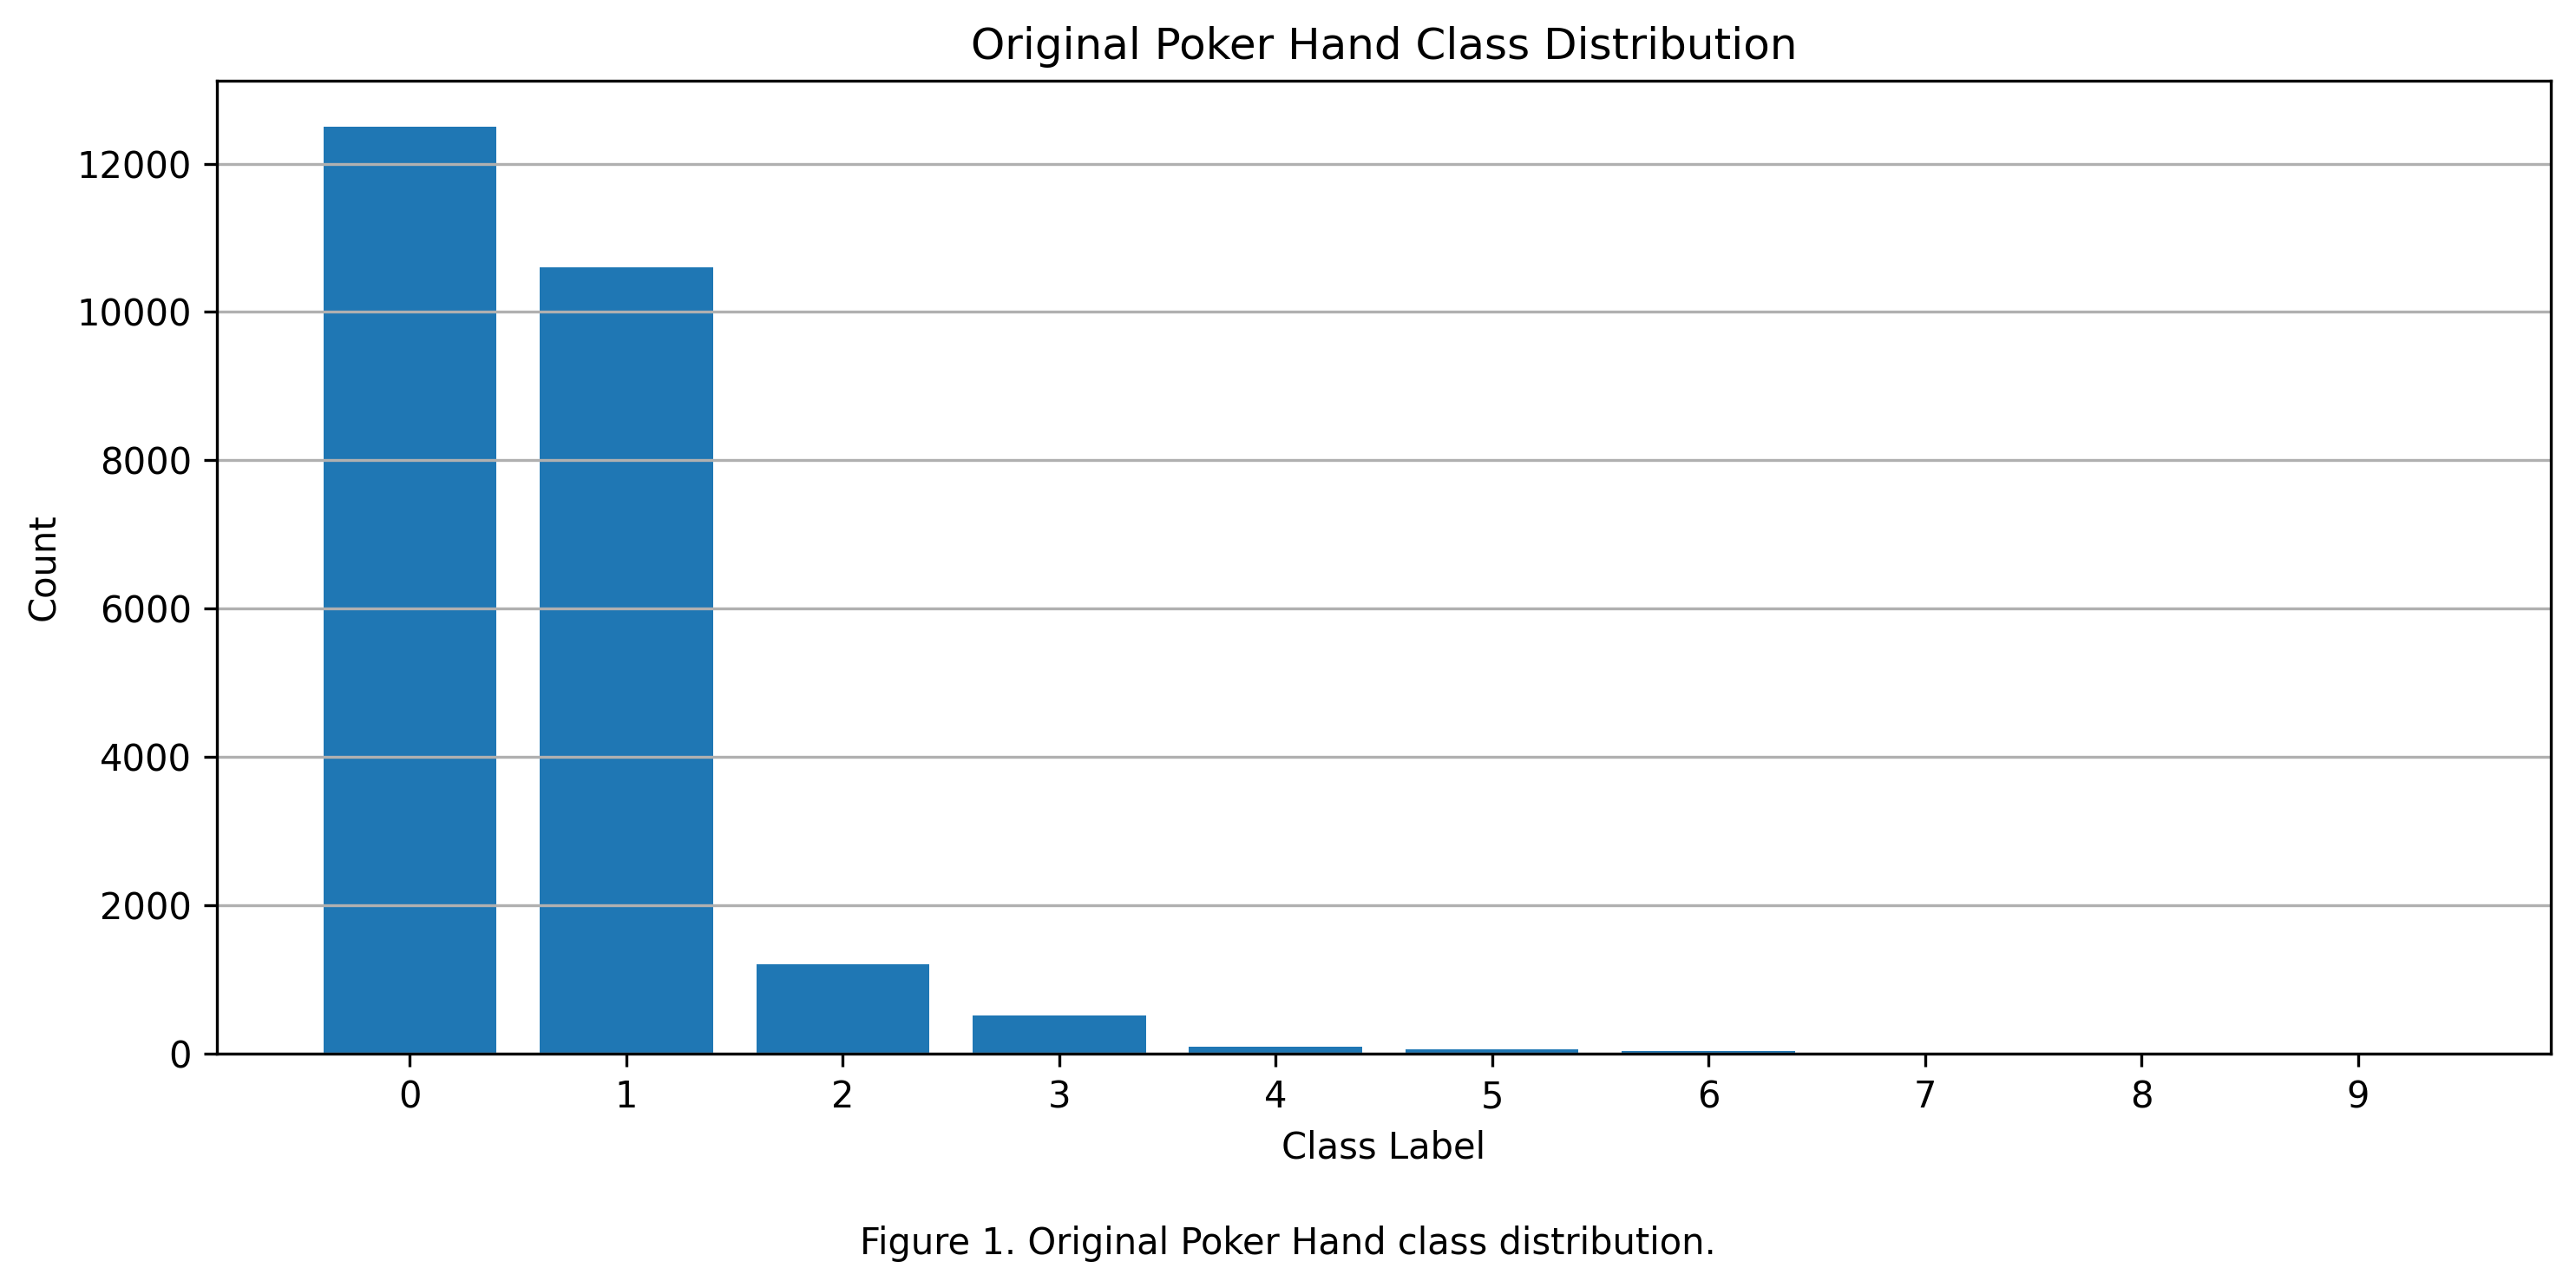 Original Poker Hand Class Distribution
12000
10000
8000
6000
4000
2000
0
Count
0 1 2 3 4 5 6 7 8 9
Class Label
Figure 1. Original Poker Hand class distribution.